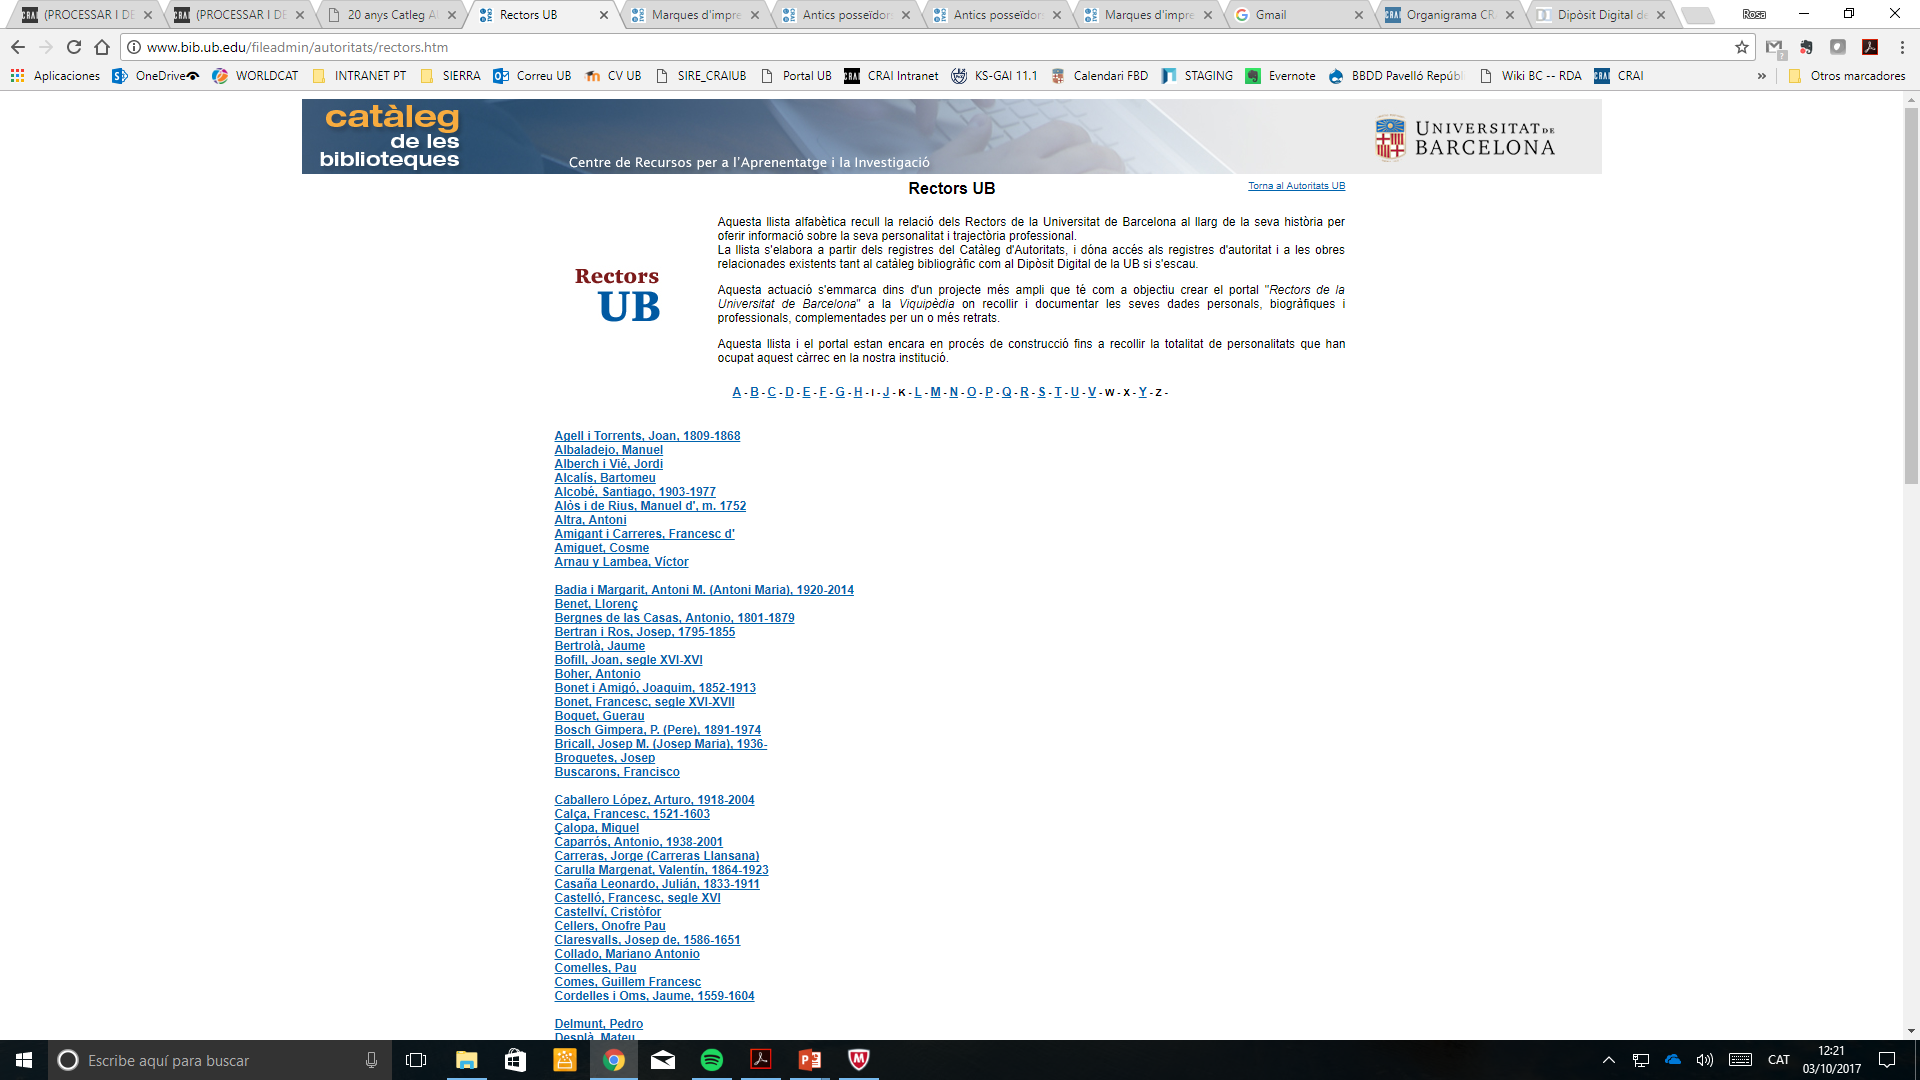 (PROCESSAR I DE
(PROCESSAR I DE
20 anys Catleg A
Rectors UB
Marques d'impre
Antics posseïdor
Antics posseïdor
Marques d'impre
Gmail
Organigrama CR
Dipòsit Digital de
Rosa
www.bib.ub.edu/fileadmin/autoritats/rectors.htm
Aplicaciones
OneDrive
WORLDCAT
INTRANET PT
SIERRA
Correu UB
CV UB
SIRE_CRAIUB
Portal UB
CRAI Intranet
KS-GAI 11.1
Calendari FBD
STAGING
Evernote
BBDD Pavelló Repúbl
Wiki BC -- RDA
CRAI
»
Otros marcadores
catàleg
de les
biblioteques
Centre de Recursos per a l'Aprenentatge i la Investigació
UNIVERSITAT DE
BARCELONA
Rectors UB
Torna al Autoritats UB
Rectors
UB
Aquesta llista alfabètica recull la relació dels Rectors de la Universitat de Barcelona al llarg de la seva història per
oferir informació sobre la seva personalitat i trajectòria professional.
La llista s'elabora a partir dels registres del Catàleg d'Autoritats, i dóna accés als registres d'autoritat i a les obres
relacionades existents tant al catàleg bibliogràfic com al Dipòsit Digital de la UB si s'escau.
Aquesta actuació s'emmarca dins d'un projecte més ampli que té com a objectiu crear el portal "Rectors de la
Universitat de Barcelona" a la Viquipèdia on recollir i documentar les seves dades personals, biogràfiques i
professionals, complementades per un o més retrats.
Aquesta llista i el portal estan encara en procés de construcció fins a recollir la totalitat de personalitats que han
ocupat aquest càrrec en la nostra institució.
A - B - C - D - E - F - G - H - I - J - K - L - M - N - O - P - Q - R - S - T - U - V - W - X - Y - Z -
Agell i Torrents, Joan, 1809-1868
Albaladejo, Manuel
Alberch i Vié, Jordi
Alcalís, Bartomeu
Alcobé, Santiago, 1903-1977
Alòs i de Rius, Manuel d', m. 1752
Altra, Antoni
Amigant i Carreres, Francesc d'
Amiguet, Cosme
Arnau y Lambea, Víctor
Badia i Margarit, Antoni M. (Antoni Maria), 1920-2014
Benet, Llorenç
Bergnes de las Casas, Antonio, 1801-1879
Bertran i Ros, Josep, 1795-1855
Bertrolà, Jaume
Bofill, Joan, segle XVI-XVI
Boher, Antonio
Bonet i Amigó, Joaquim, 1852-1913
Bonet, Francesc, segle XVI-XVII
Boquet, Guerau
Bosch Gimpera, P. (Pere), 1891-1974
Bricall, Josep M. (Josep Maria), 1936-
Broquetes, Josep
Buscarons, Francisco
Caballero López, Arturo, 1918-2004
Calça, Francesc, 1521-1603
Çalopa, Miquel
Caparrós, Antonio, 1938-2001
Carreras, Jorge (Carreras Llansana)
Carulla Margenat, Valentín, 1864-1923
Casaña Leonardo, Julián, 1833-1911
Castelló, Francesc, segle XVI
Castellví, Cristòfor
Cellers, Onofre Pau
Claresvalls, Josep de, 1586-1651
Collado, Mariano Antonio
Comelles, Pau
Comes, Guillem Francesc
Cordelles i Oms, Jaume, 1559-1604
Delmunt, Pedro
Desplà, Mateu
Escribe aquí para buscar
CAT
12:21
03/10/2017